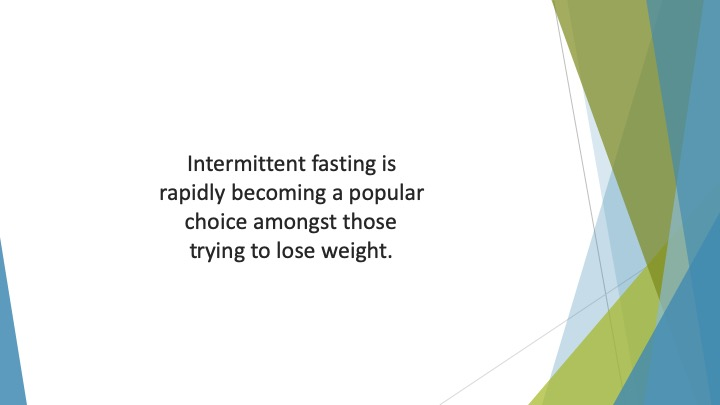 Intermittent fasting is
rapidly becoming a popular
choice amongst those
trying to lose weight.